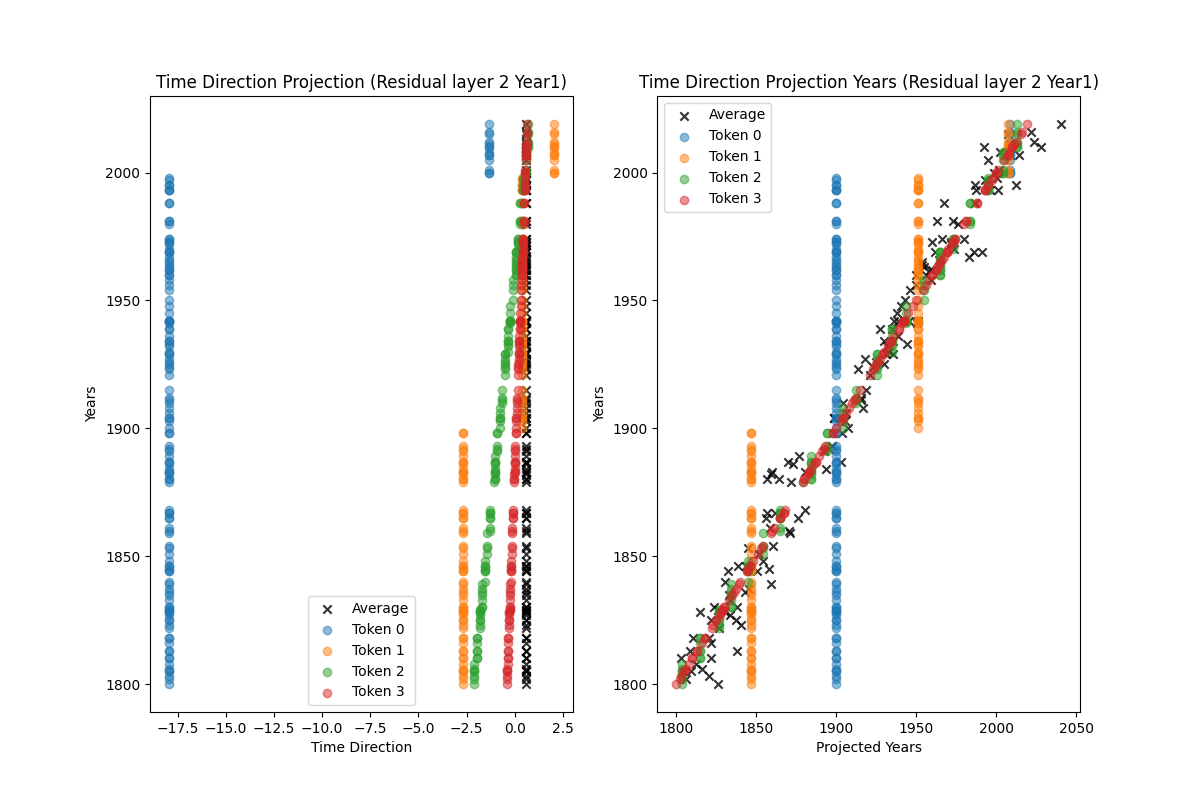 Time Direction Projection (Residual layer 2 Year1)
2000
1950
1900
1850
1800
Years
Average
Token 0
Token 1
Token 2
Token 3
−17.5 −15.0 −12.5 −10.0 −7.5 −5.0 −2.5 0.0 2.5
Time Direction
Time Direction Projection Years (Residual layer 2 Year1)
Average
Token 0
Token 1
Token 2
Token 3
2000
1950
1900
1850
1800
Years
1800 1850 1900 1950 2000 2050
Projected Years